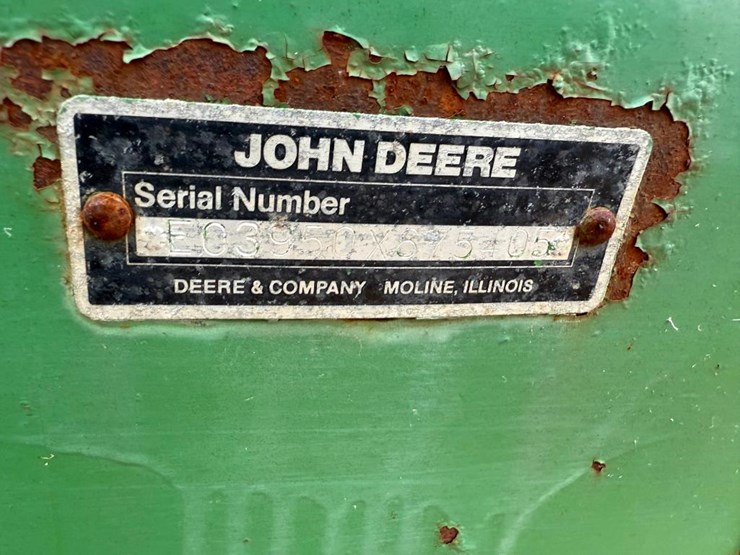 JOHN DEERE
Serial Number
DEERE & COMPANY MOLINE, ILLINOIS